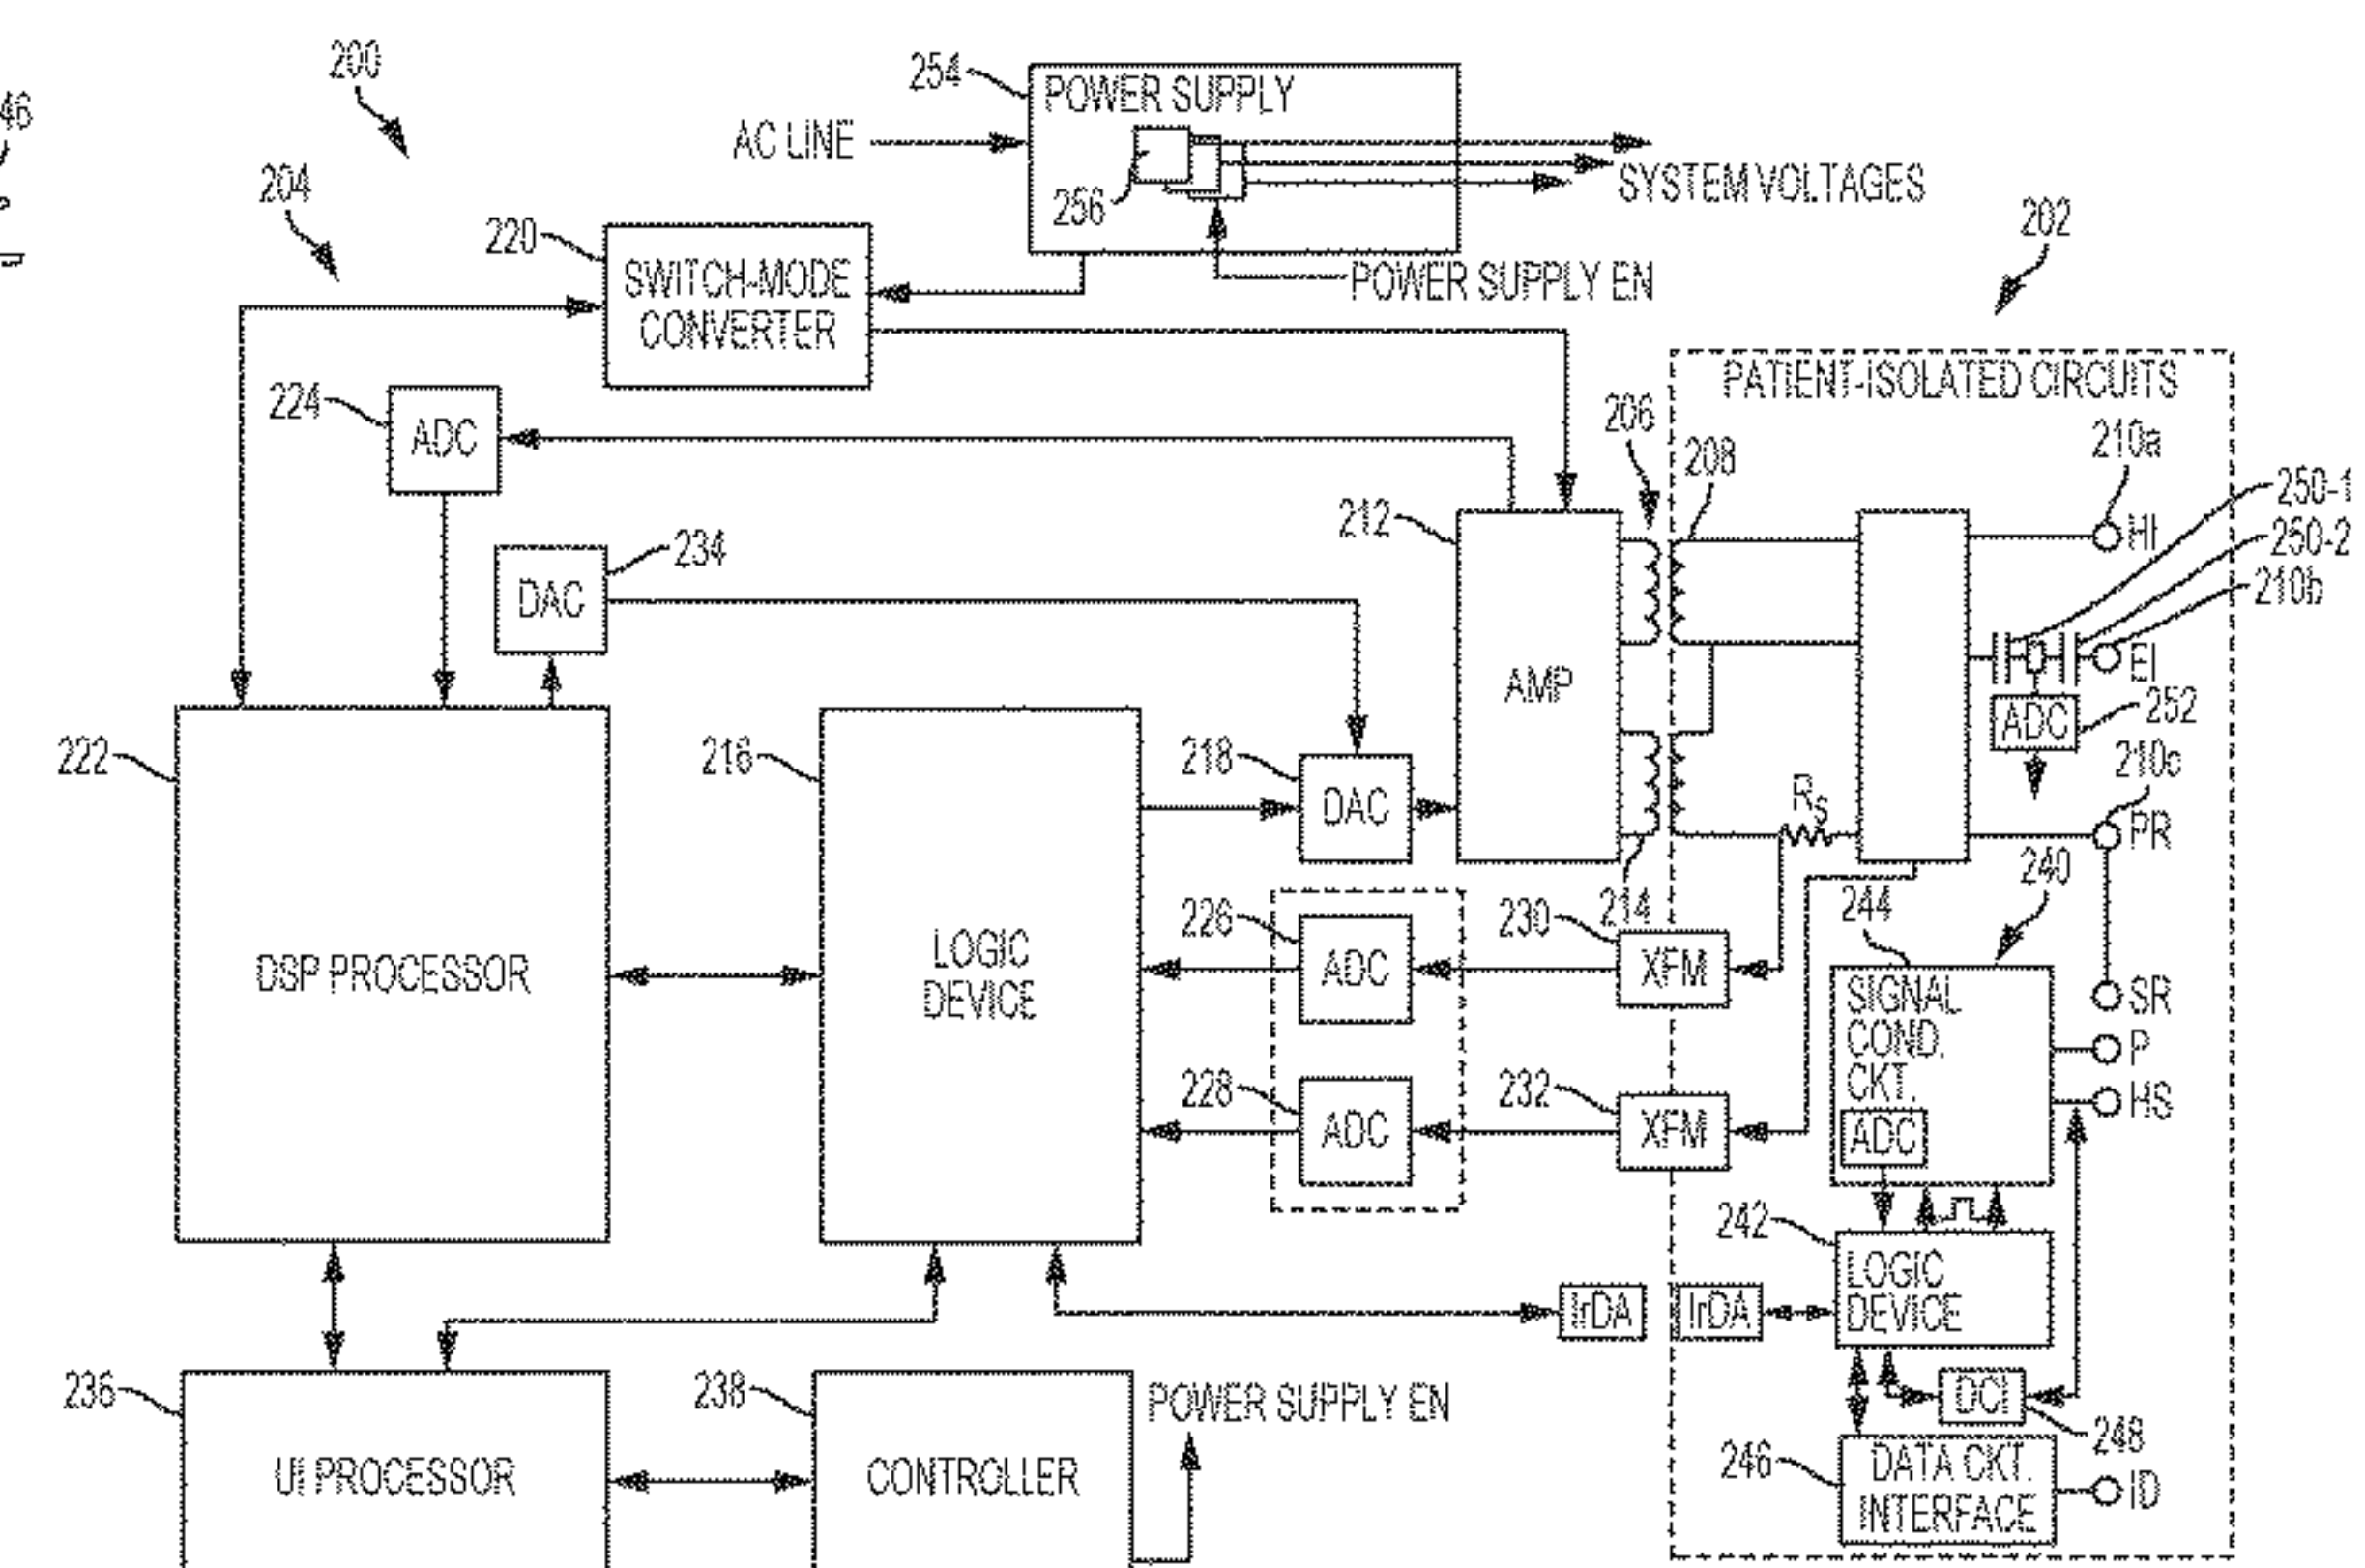 200
46
254
POWER SUPPLY
AC LINE
256
SYSTEM VOLTAGES
204
220
SWITCH-MODE
CONVERTER
POWER SUPPLY EN
202
PATIENT-ISOLATED CIRCUITS
224
ADC
206
208
210a
250-1
HI
212
250-2
234
DAC
210b
EI
AMP
ADC
252
222
216
218
DAC
210c
RS
PR
240
244
214
226
ADC
230
XFM
DSP PROCESSOR
LOGIC
DEVICE
SIGNAL
COND.
CKT.
ADC
SR
P
HS
228
ADC
232
XFM
242
LOGIC
DEVICE
IrDA
IrDA
236
238
POWER SUPPLY EN
DCI
248
UI PROCESSOR
CONTROLLER
246
DATA CKT.
INTERFACE
ID